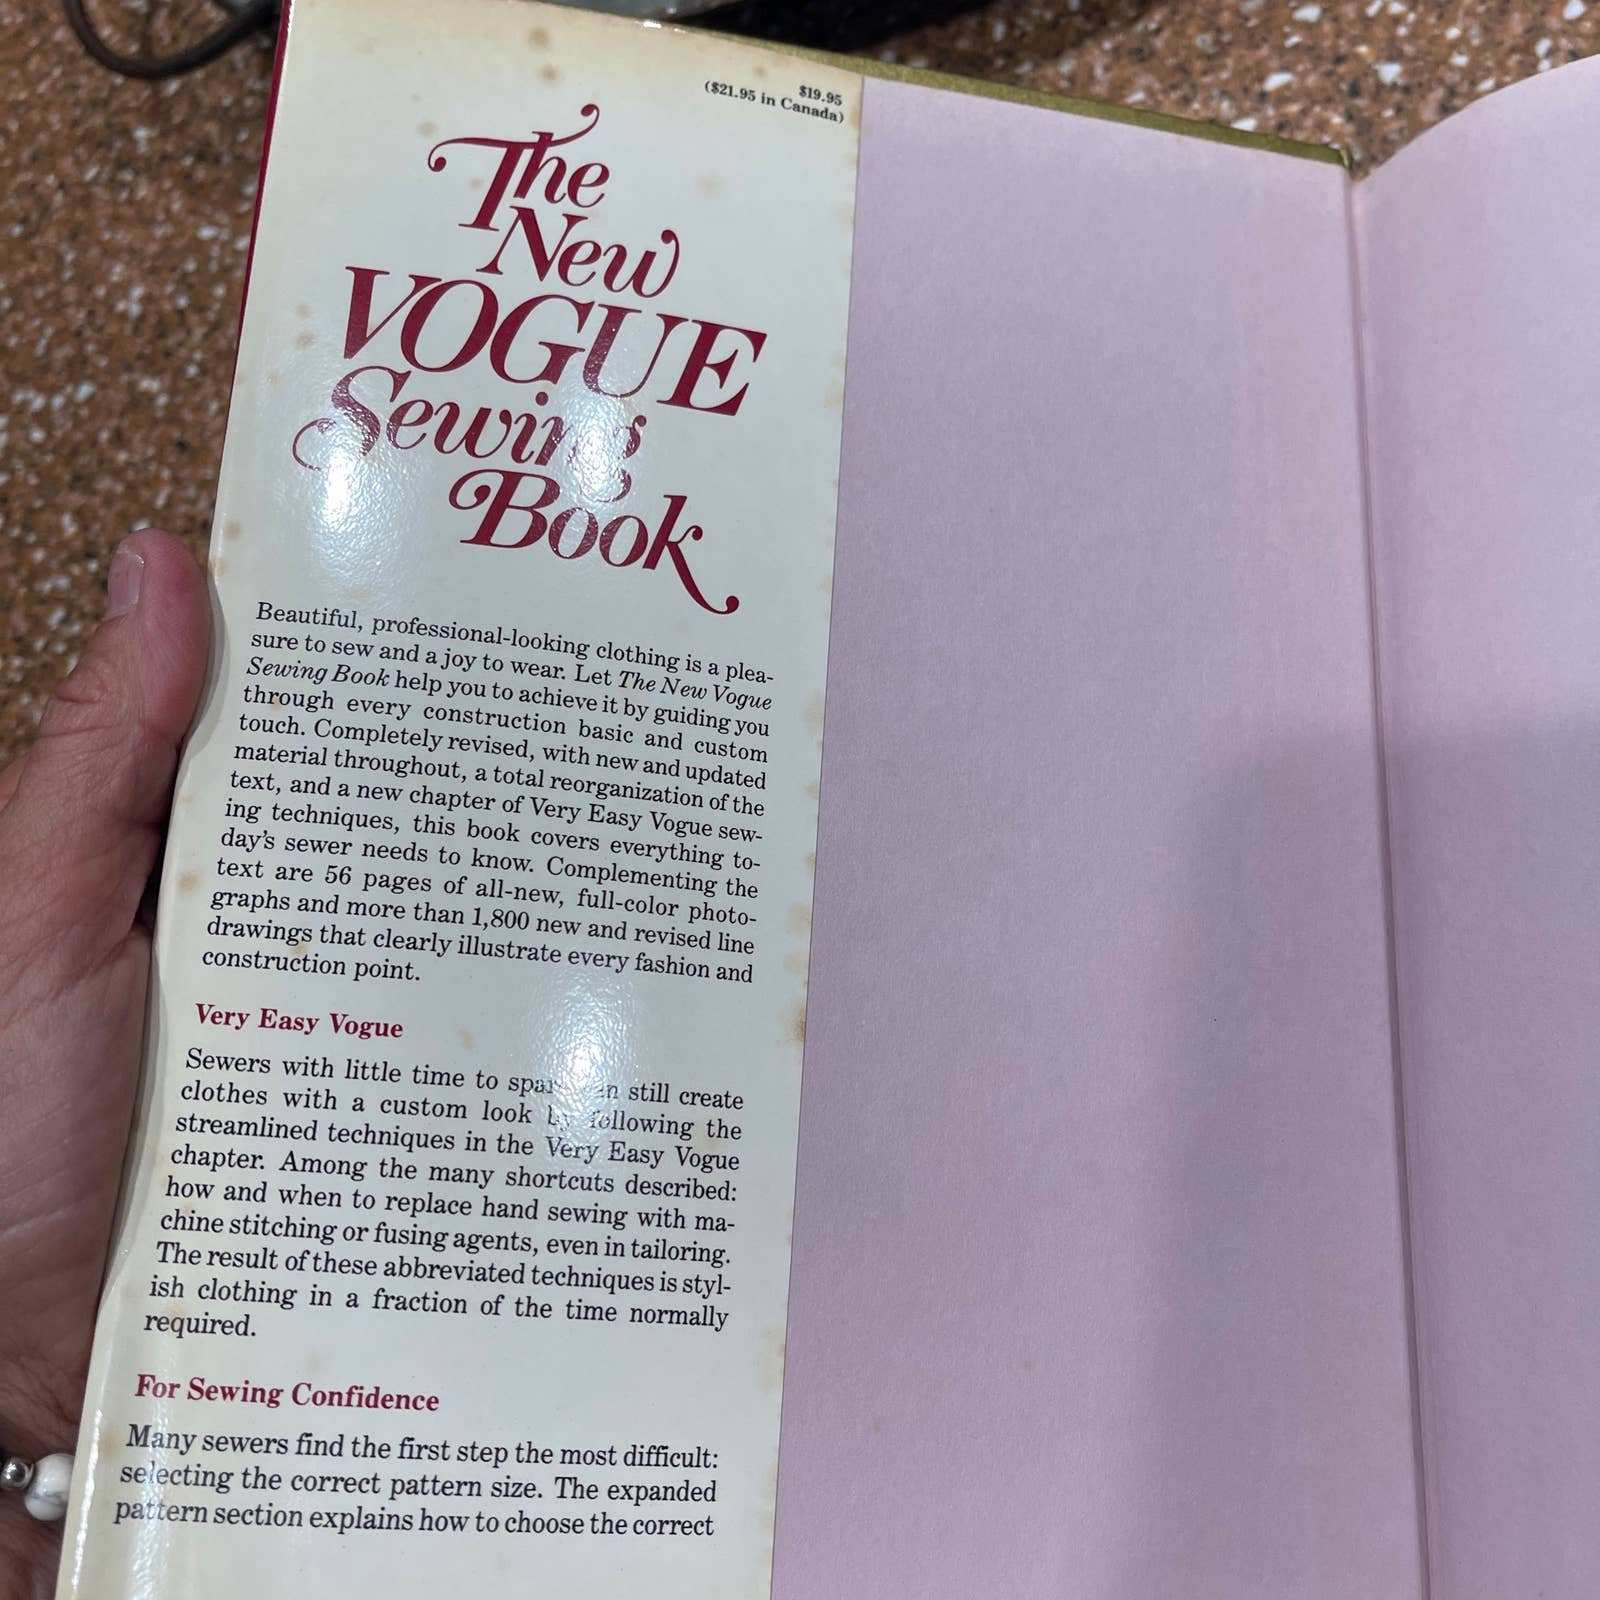 $19.95
($21.95 in Canada)
The
New
VOGUE
Sewing
Book
Beautiful, professional-looking clothing is a plea-
sure to sew and a joy to wear. Let The New Vogue
Sewing Book help you to achieve it by guiding you
through every construction basic and custom
touch. Completely revised, with new and updated
material throughout, a total reorganization of the
text, and a new chapter of Very Easy Vogue sew-
ing techniques, this book covers everything to-
day's sewer needs to know. Complementing the
text are 56 pages of all-new, full-color photo-
graphs and more than 1,800 new and revised line
drawings that clearly illustrate every fashion and
construction point.
Very Easy Vogue
Sewers with little time to spare can still create
clothes with a custom look by following the
streamlined techniques in the Very Easy Vogue
chapter. Among the many shortcuts described:
how and when to replace hand sewing with ma-
chine stitching or fusing agents, even in tailoring.
The result of these abbreviated techniques is styl-
ish clothing in a fraction of the time normally
required.
For Sewing Confidence
Many sewers find the first step the most difficult:
selecting the correct pattern size. The expanded
pattern section explains how to choose the correct